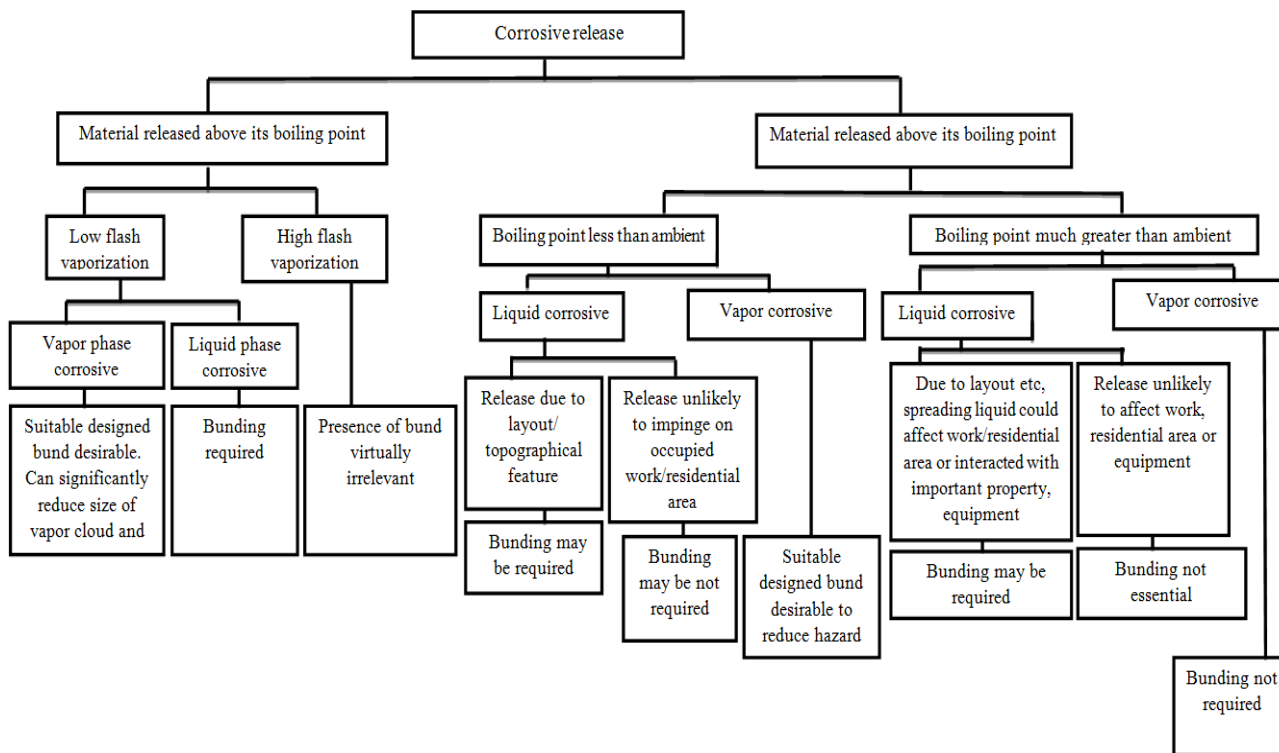 Corrosive release
Material released above its boiling point
Material released above its boiling point
Low flash
vaporization
High flash
vaporization
Boiling point less than ambient
Boiling point much greater than ambient
Vapor phase
corrosive
Liquid phase
corrosive
Liquid corrosive
Vapor corrosive
Liquid corrosive
Vapor corrosive
Suitable designed
bund desirable.
Can significantly
reduce size of
vapor cloud and
Bunding
required
Presence of bund
virtually
irrelevant
Release due to
layout/
topographical
feature
Release unlikely
to impinge on
occupied
work/residential
area
Due to layout etc,
spreading liquid could
affect work/residential
area or interacted with
important property,
equipment
Release unlikely
to affect work,
residential area or
equipment
Bunding may
be required
Bunding
may be not
required
Suitable
designed bund
desirable to
reduce hazard
Bunding may be
required
Bunding not
essential
Bunding not
required